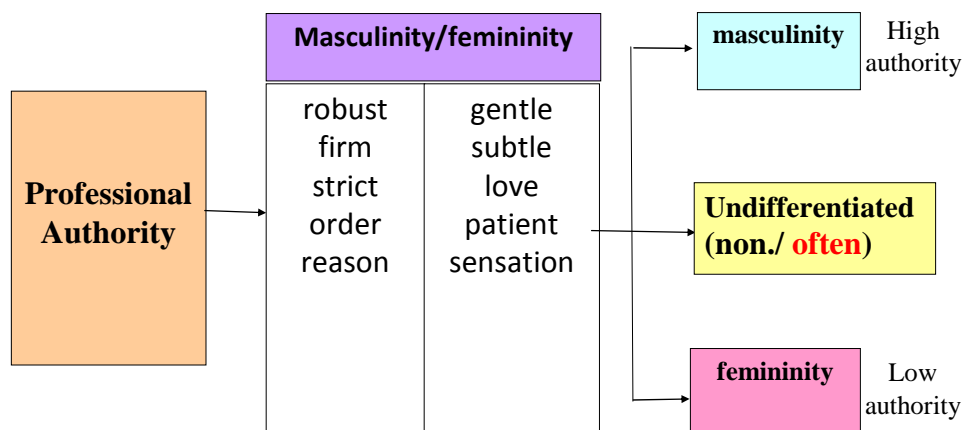 Professional
Authority
Masculinity/femininity
robust
firm
strict
order
reason
gentle
subtle
love
patient
sensation
masculinity
High
authority
Undifferentiated
(non./ often)
femininity
Low
authority